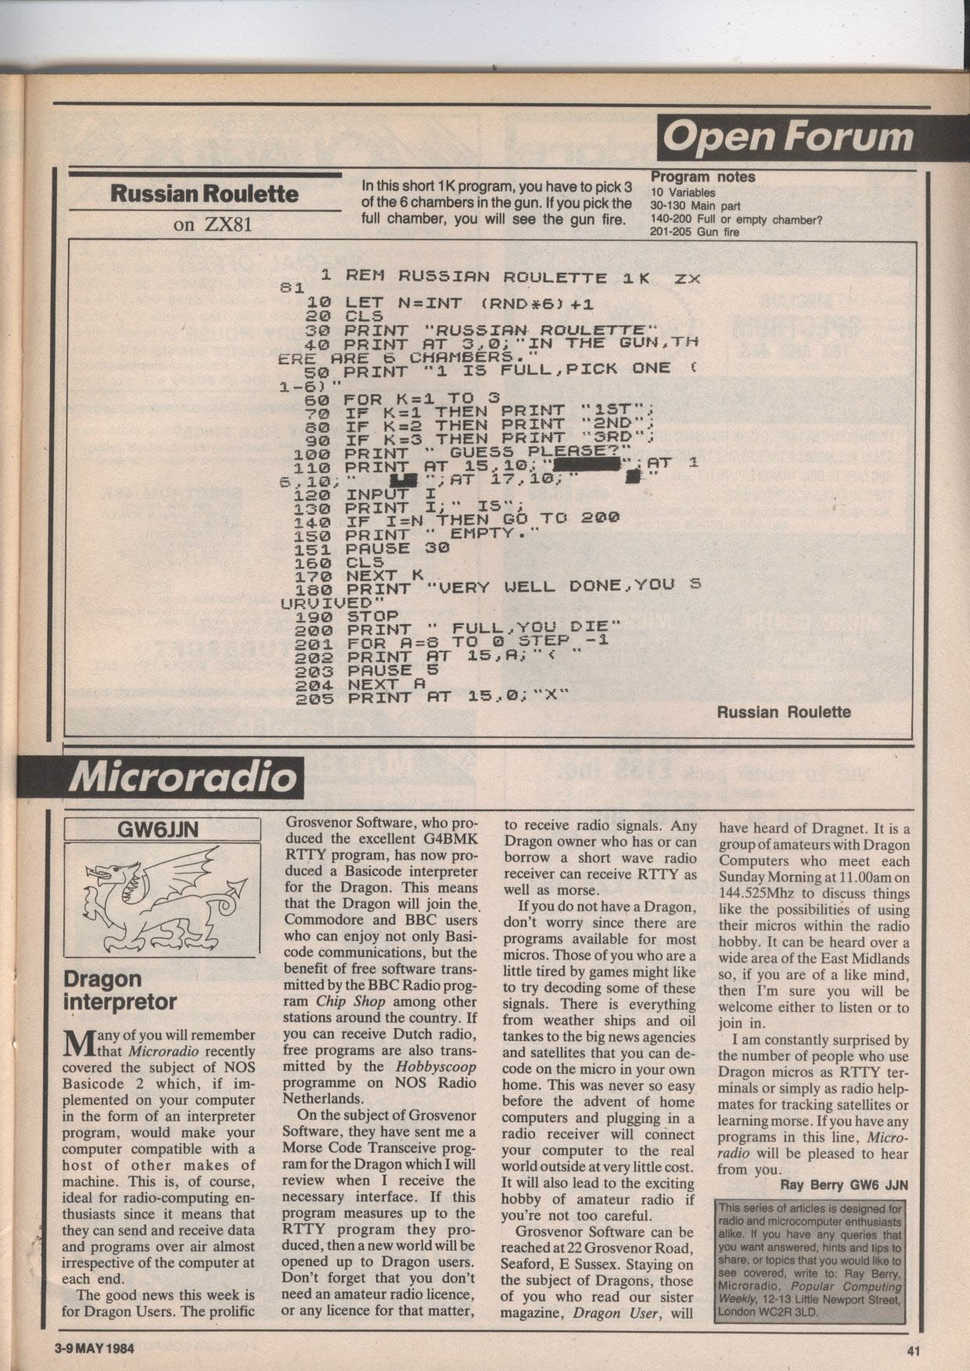 Open Forum
Russian Roulette
on ZX81
In this short 1K program, you have to pick 3
of the 6 chambers in the gun. If you pick the
full chamber, you will see the gun fire.
Program notes
10 Variables
30-130 Main part
140-200 Full or empty chamber?
201-205 Gun fire
1 REM RUSSIAN ROULETTE 1K ZX
81
10 LET N=INT (RND*6)+1
20 CLS
30 PRINT "RUSSIAN ROULETTE"
40 PRINT AT 3,0;"IN THE GUN,TH
ERE ARE 6 CHAMBERS."
50 PRINT "1 IS FULL,PICK ONE (
1-6)"
60 FOR K=1 TO 3
70 IF K=1 THEN PRINT "1ST";
80 IF K=2 THEN PRINT "2ND";
90 IF K=3 THEN PRINT "3RD";
100 PRINT " GUESS PLEASE?"
110 PRINT AT 15,10;"";AT 1
6,10;" ";AT 17,10;" "
120 INPUT I
130 PRINT I;" IS";
140 IF I=N THEN GO TO 200
150 PRINT " EMPTY."
151 PAUSE 30
160 CLS
170 NEXT K
180 PRINT "VERY WELL DONE,YOU S
URVIVED"
190 STOP
200 PRINT " FULL,YOU DIE"
201 FOR A=8 TO 0 STEP -1
202 PRINT AT 15,A;"< "
203 PAUSE 5
204 NEXT A
205 PRINT AT 15,0;"X"
Russian Roulette
Microradio
GW6JJN
Dragon
interpretor
Many of you will remember
that Microradio recently
covered the subject of NOS
Basicode 2 which, if im-
plemented on your computer
in the form of an interpreter
program, would make your
computer compatible with a
host of other makes of
machine. This is, of course,
ideal for radio-computing en-
thusiasts since it means that
they can send and receive data
and programs over air almost
irrespective of the computer at
each end.
The good news this week is
for Dragon Users. The prolific
Grosvenor Software, who pro-
duced the excellent G4BMK
RTTY program, has now pro-
duced a Basicode interpreter
for the Dragon. This means
that the Dragon will join the
Commodore and BBC users
who can enjoy not only Basi-
code communications, but the
benefit of free software trans-
mitted by the BBC Radio prog-
ram Chip Shop among other
stations around the country. If
you can receive Dutch radio,
free programs are also trans-
mitted by the Hobbyscoop
programme on NOS Radio
Netherlands.
On the subject of Grosvenor
Software, they have sent me a
Morse Code Transceive prog-
ram for the Dragon which I will
review when I receive the
necessary interface. If this
program measures up to the
RTTY program they pro-
duced, then a new world will be
opened up to Dragon users.
Don't forget that you don't
need an amateur radio licence,
or any licence for that matter,
to receive radio signals. Any
Dragon owner who has or can
borrow a short wave radio
receiver can receive RTTY as
well as morse.
If you do not have a Dragon,
don't worry since there are
programs available for most
micros. Those of you who are a
little tired by games might like
to try decoding some of these
signals. There is everything
from weather ships and oil
tankes to the big news agencies
and satellites that you can de-
code on the micro in your own
home. This was never so easy
before the advent of home
computers and plugging in a
radio receiver will connect
your computer to the real
world outside at very little cost.
It will also lead to the exciting
hobby of amateur radio if
you're not too careful.
Grosvenor Software can be
reached at 22 Grosvenor Road,
Seaford, E Sussex. Staying on
the subject of Dragons, those
of you who read our sister
magazine, Dragon User, will
have heard of Dragnet. It is a
group of amateurs with Dragon
Computers who meet each
Sunday Morning at 11.00am on
144.525Mhz to discuss things
like the possibilities of using
their micros within the radio
hobby. It can be heard over a
wide area of the East Midlands
so, if you are of a like mind,
then I'm sure you will be
welcome either to listen or to
join in.
I am constantly surprised by
the number of people who use
Dragon micros as RTTY ter-
minals or simply as radio help-
mates for tracking satellites or
learning morse. If you have any
programs in this line, Micro-
radio will be pleased to hear
from you.
Ray Berry GW6 JJN
This series of articles is designed for
radio and microcomputer enthusiasts
alike. If you have any queries that
you want answered, hints and tips to
share, or topics that you would like to
see covered, write to: Ray Berry,
Microradio, Popular Computing
Weekly, 12-13 Little Newport Street,
London WC2R 3LD.
3-9 MAY 1984
41